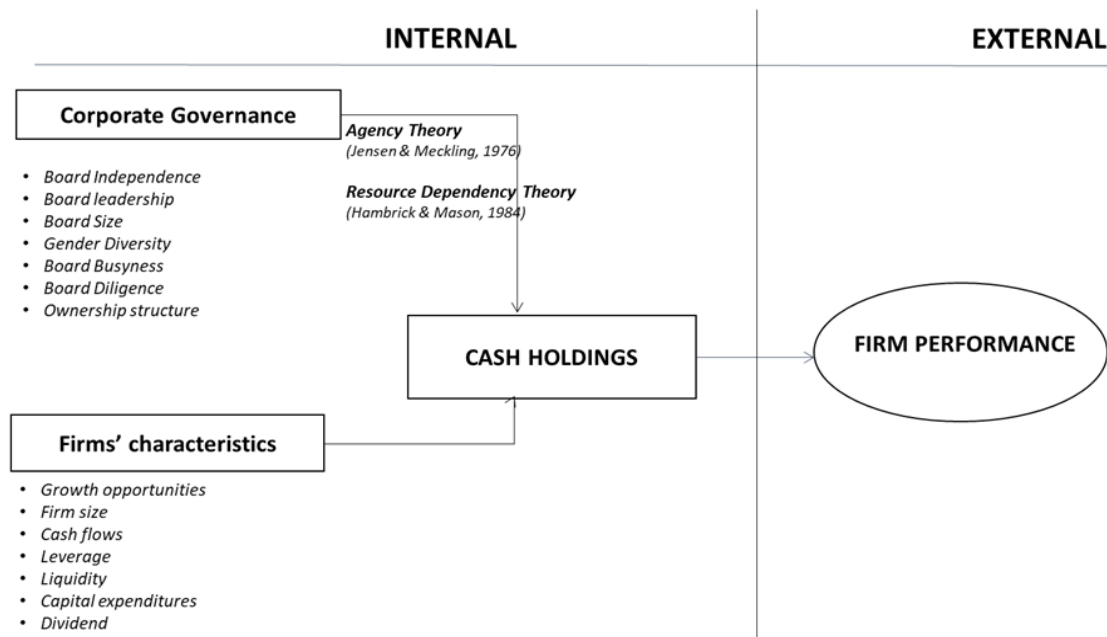 INTERNAL
EXTERNAL
Corporate Governance
Agency Theory
(Jensen & Meckling, 1976)
Resource Dependency Theory
(Hambrick & Mason, 1984)
• Board Independence
• Board leadership
• Board Size
• Gender Diversity
• Board Busyness
• Board Diligence
• Ownership structure
CASH HOLDINGS
FIRM PERFORMANCE
Firms’ characteristics
• Growth opportunities
• Firm size
• Cash flows
• Leverage
• Liquidity
• Capital expenditures
• Dividend